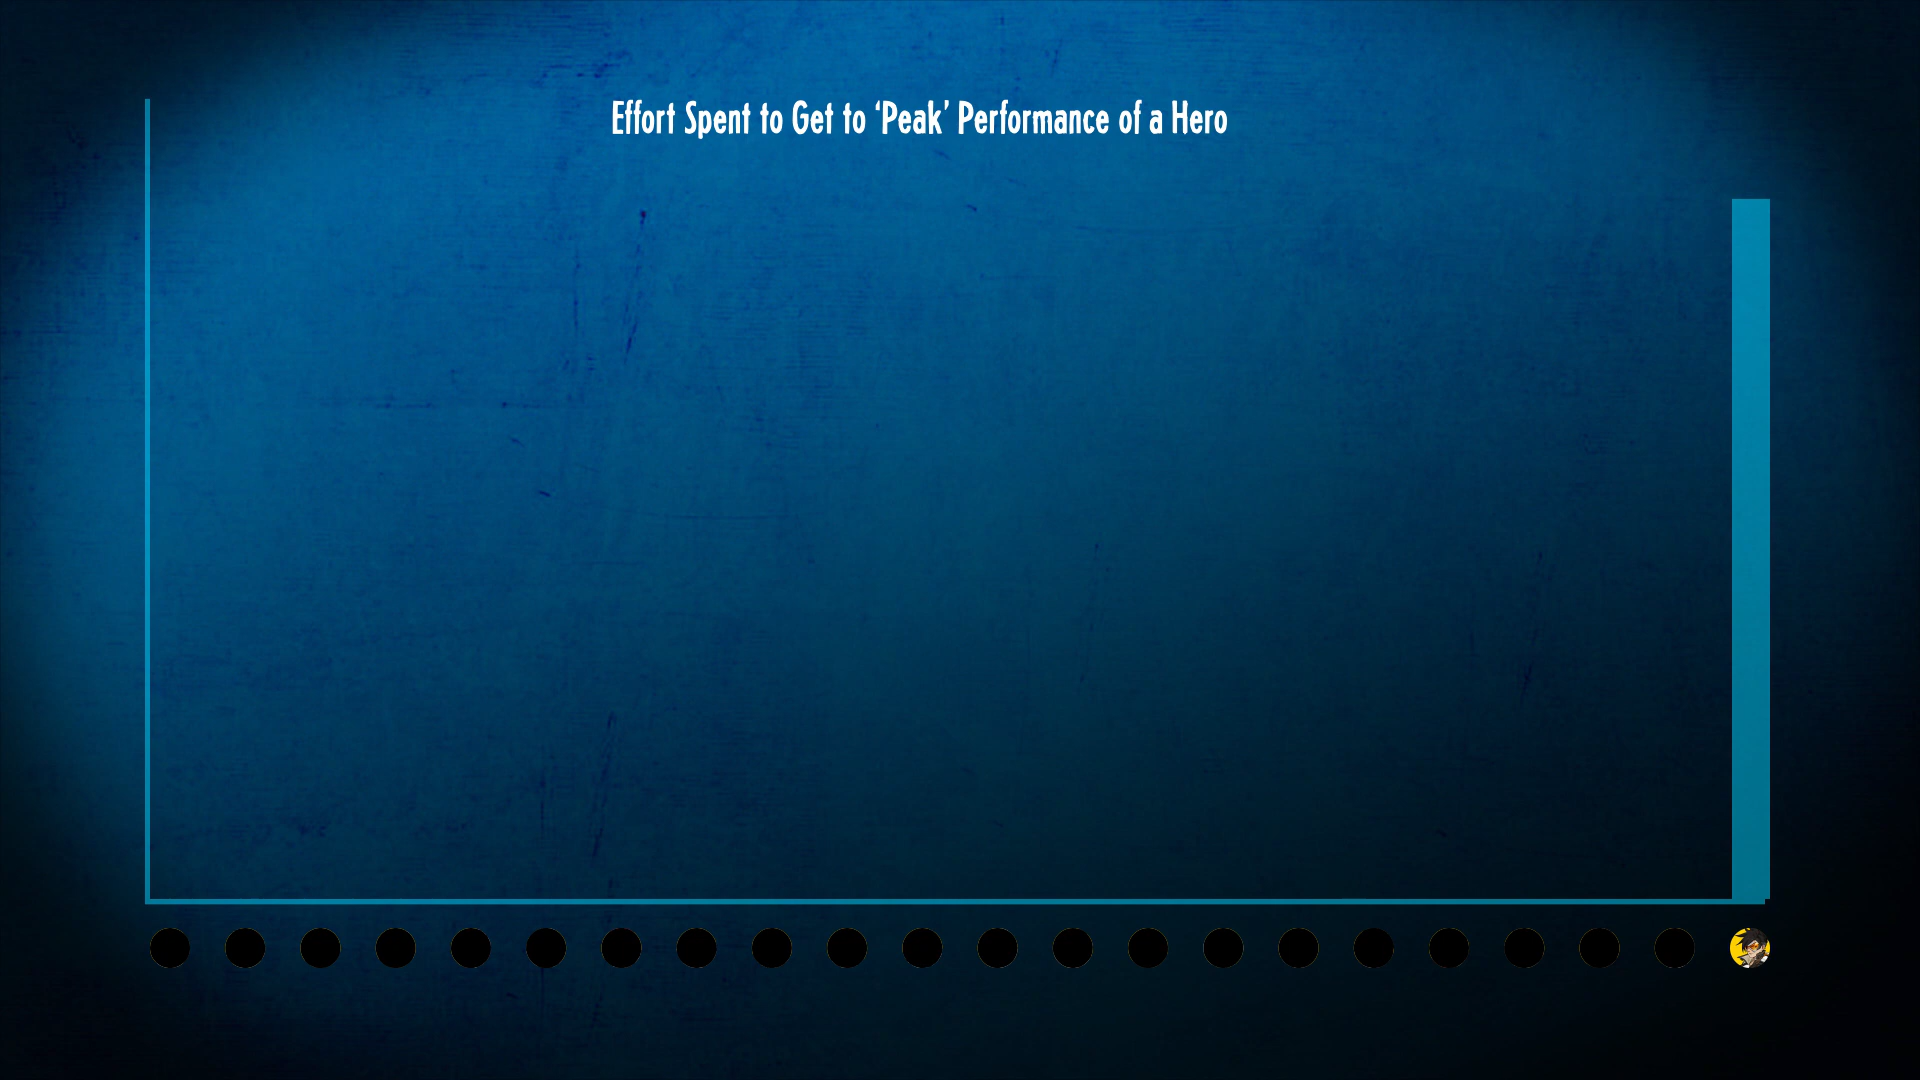 Effort Spent to Get to ‘Peak’ Performance of a Hero